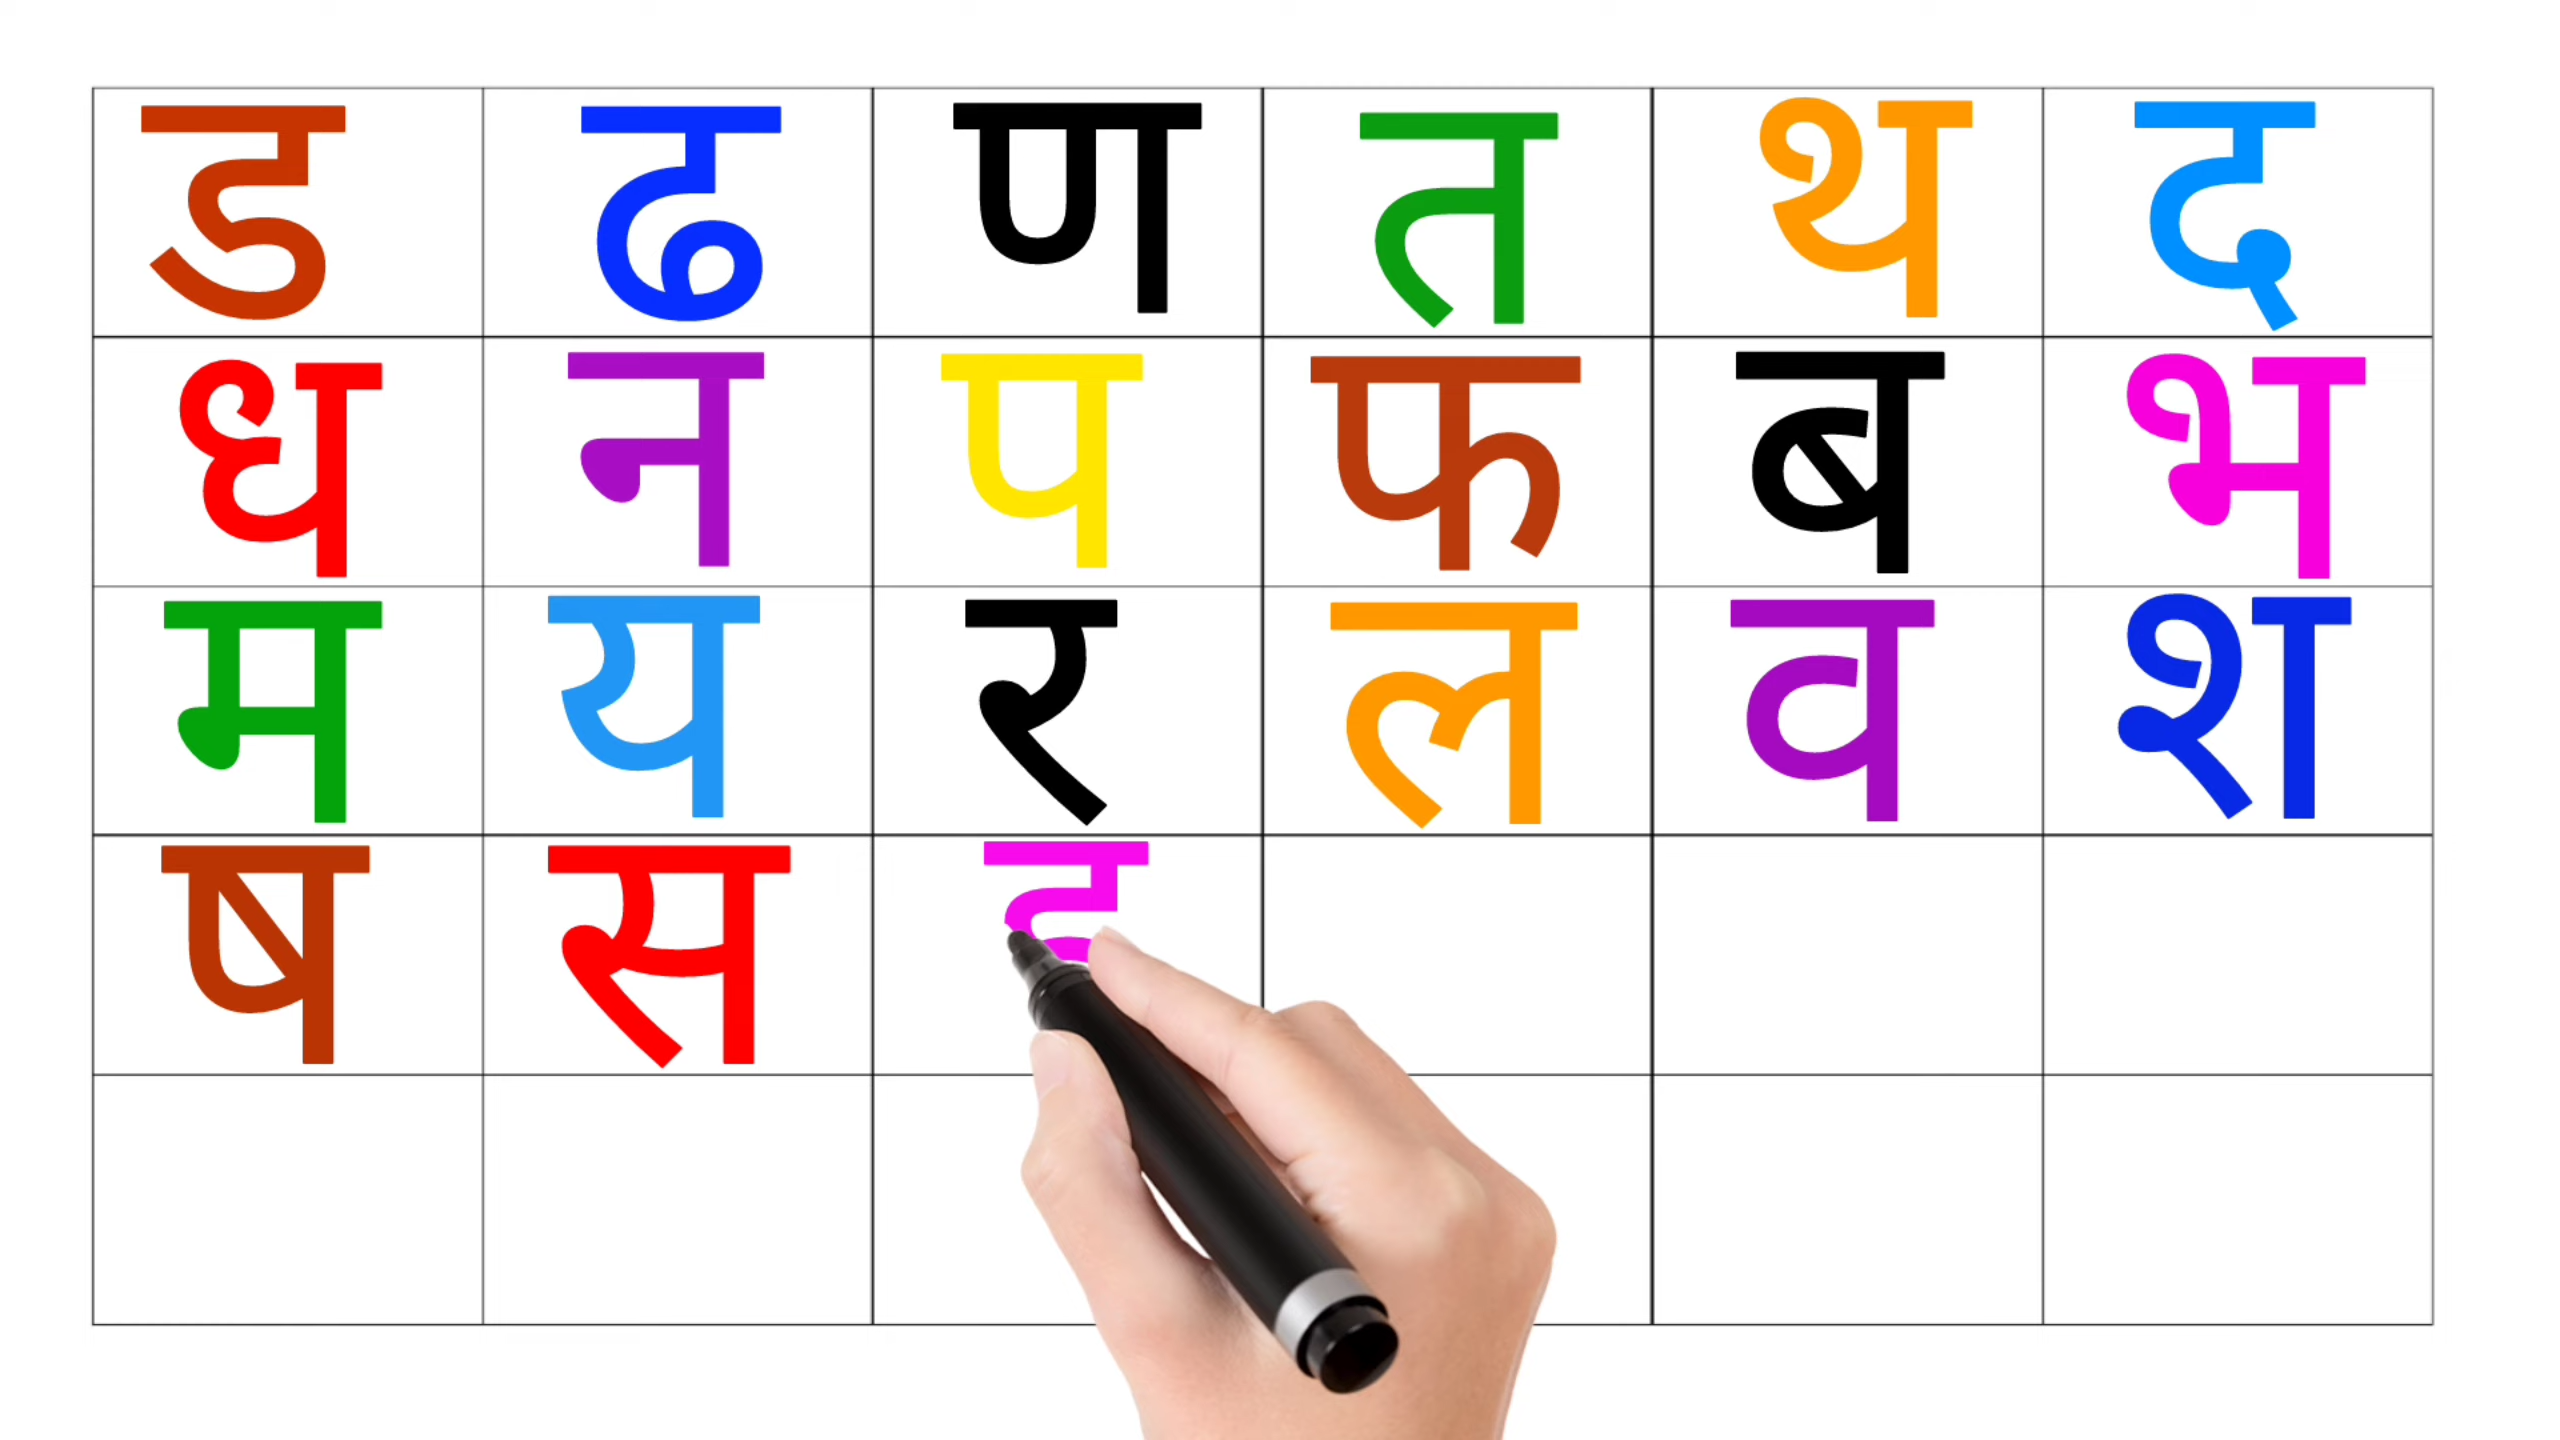 ड ढ ण त थ द
ध न प फ ब भ
म य र ल व श
ष स